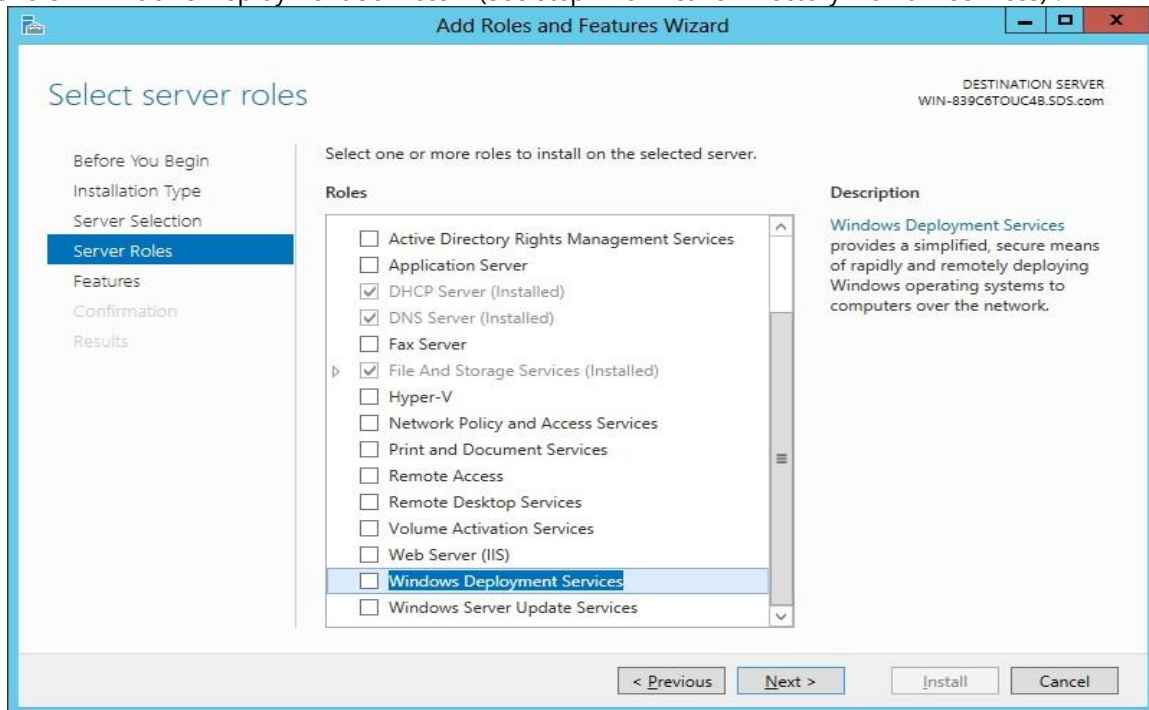 Add Roles and Features Wizard
Select server roles
DESTINATION SERVER
WIN-839C6TOUC4B.SDS.com
Before You Begin
Installation Type
Server Selection
Server Roles
Features
Confirmation
Results
Select one or more roles to install on the selected server.
Roles
Active Directory Rights Management Services
Application Server
DHCP Server (Installed)
DNS Server (Installed)
Fax Server
File And Storage Services (Installed)
Hyper-V
Network Policy and Access Services
Print and Document Services
Remote Access
Remote Desktop Services
Volume Activation Services
Web Server (IIS)
Windows Deployment Services
Windows Server Update Services
Description
Windows Deployment Services
provides a simplified, secure means
of rapidly and remotely deploying
Windows operating systems to
computers over the network.
< Previous
Next >
Install
Cancel